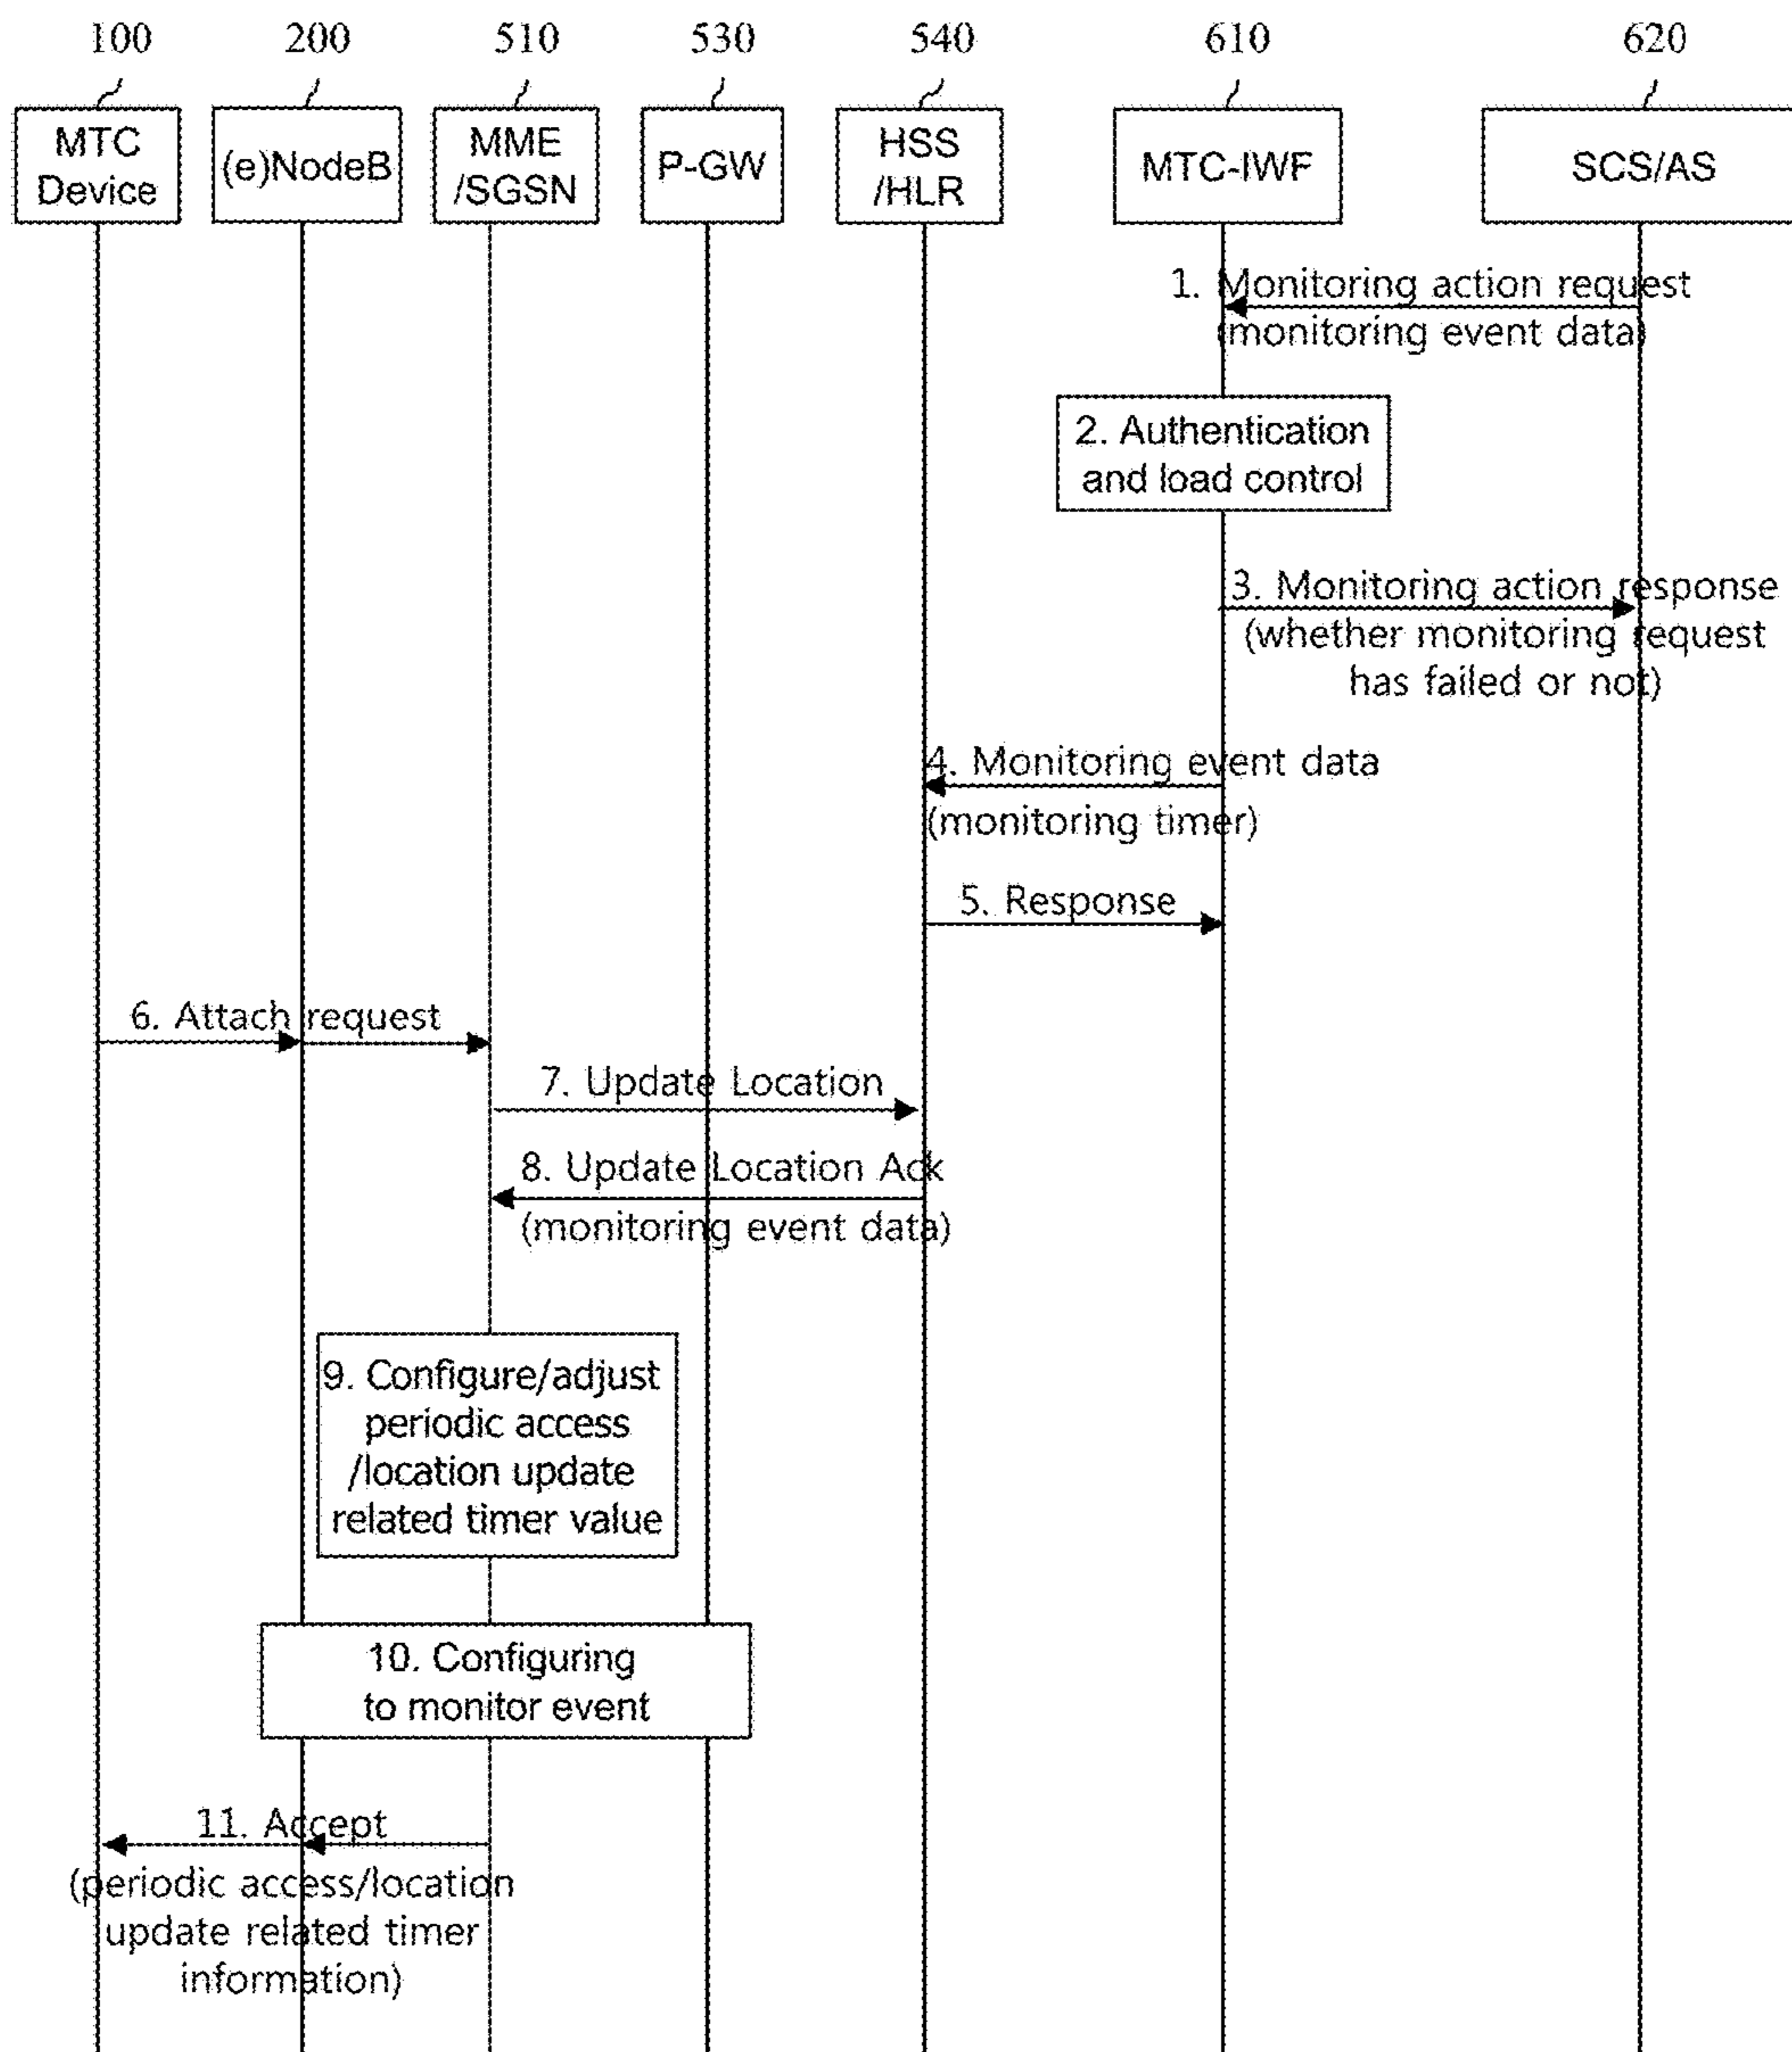 100 200 510 530 540 610 620
MTC
Device
(e)NodeB
MME
/SGSN
P-GW
HSS
/HLR
MTC-IWF
SCS/AS
1. Monitoring action request
(monitoring event data)
2. Authentication
and load control
3. Monitoring action response
(whether monitoring request
has failed or not)
4. Monitoring event data
(monitoring timer)
5. Response
6. Attach request
7. Update Location
8. Update Location Ack
(monitoring event data)
9. Configure/adjust
periodic access
/location update
related timer value
10. Configuring
to monitor event
11. Accept
(periodic access/location
update related timer
information)